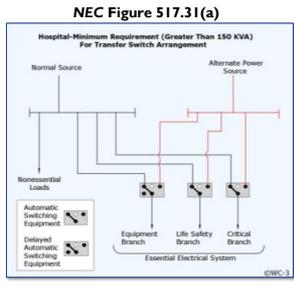 NEC Figure 517.31(a)
Hospital-Minimum Requirement (Greater Than 150 KVA)
For Transfer Switch Arrangement
Normal Source
Alternate Power
Source
Nonessential
Loads
Automatic
Switching
Equipment
Delayed
Automatic
Switching
Equipment
Equipment
Branch
Life Safety
Branch
Critical
Branch
Essential Electrical System
©WC-3